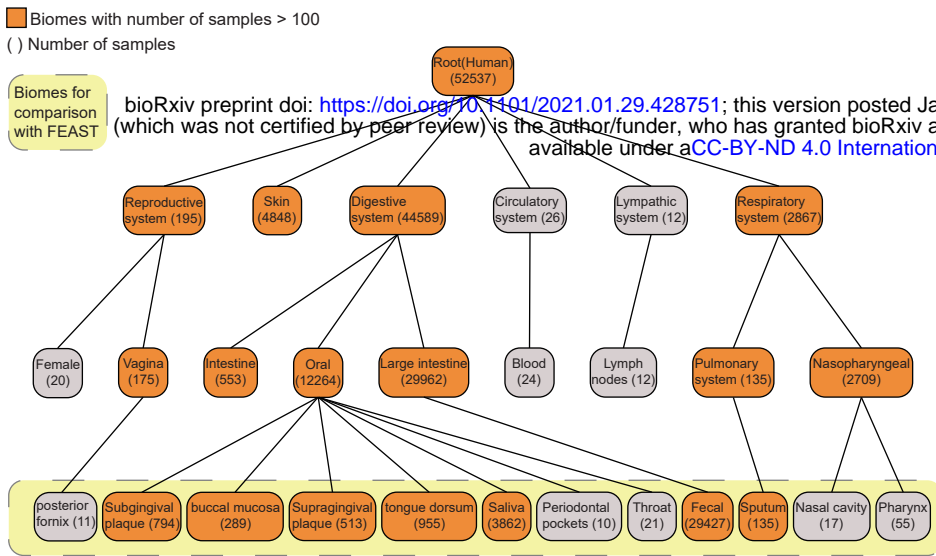 Biomes with number of samples > 100
( ) Number of samples
Biomes for
comparison
with FEAST
Root(Human)
(52537)
bioRxiv preprint doi: https://doi.org/10.1101/2021.01.29.428751; this version posted Ja
(which was not certified by peer review) is the author/funder, who has granted bioRxiv a
available under aCC-BY-ND 4.0 Internation
Reproductive
system (195)
Skin
(4848)
Digestive
system (44589)
Circulatory
system (26)
Lympathic
system (12)
Respiratory
system (2867)
Female
(20)
Vagina
(175)
Intestine
(553)
Oral
(12264)
Large intestine
(29962)
Blood
(24)
Lymph
nodes (12)
Pulmonary
system (135)
Nasopharyngeal
(2709)
posterior
fornix (11)
Subgingival
plaque (794)
buccal mucosa
(289)
Supragingival
plaque (513)
tongue dorsum
(955)
Saliva
(3862)
Periodontal
pockets (10)
Throat
(21)
Fecal
(29427)
Sputum
(135)
Nasal cavity
(17)
Pharynx
(55)